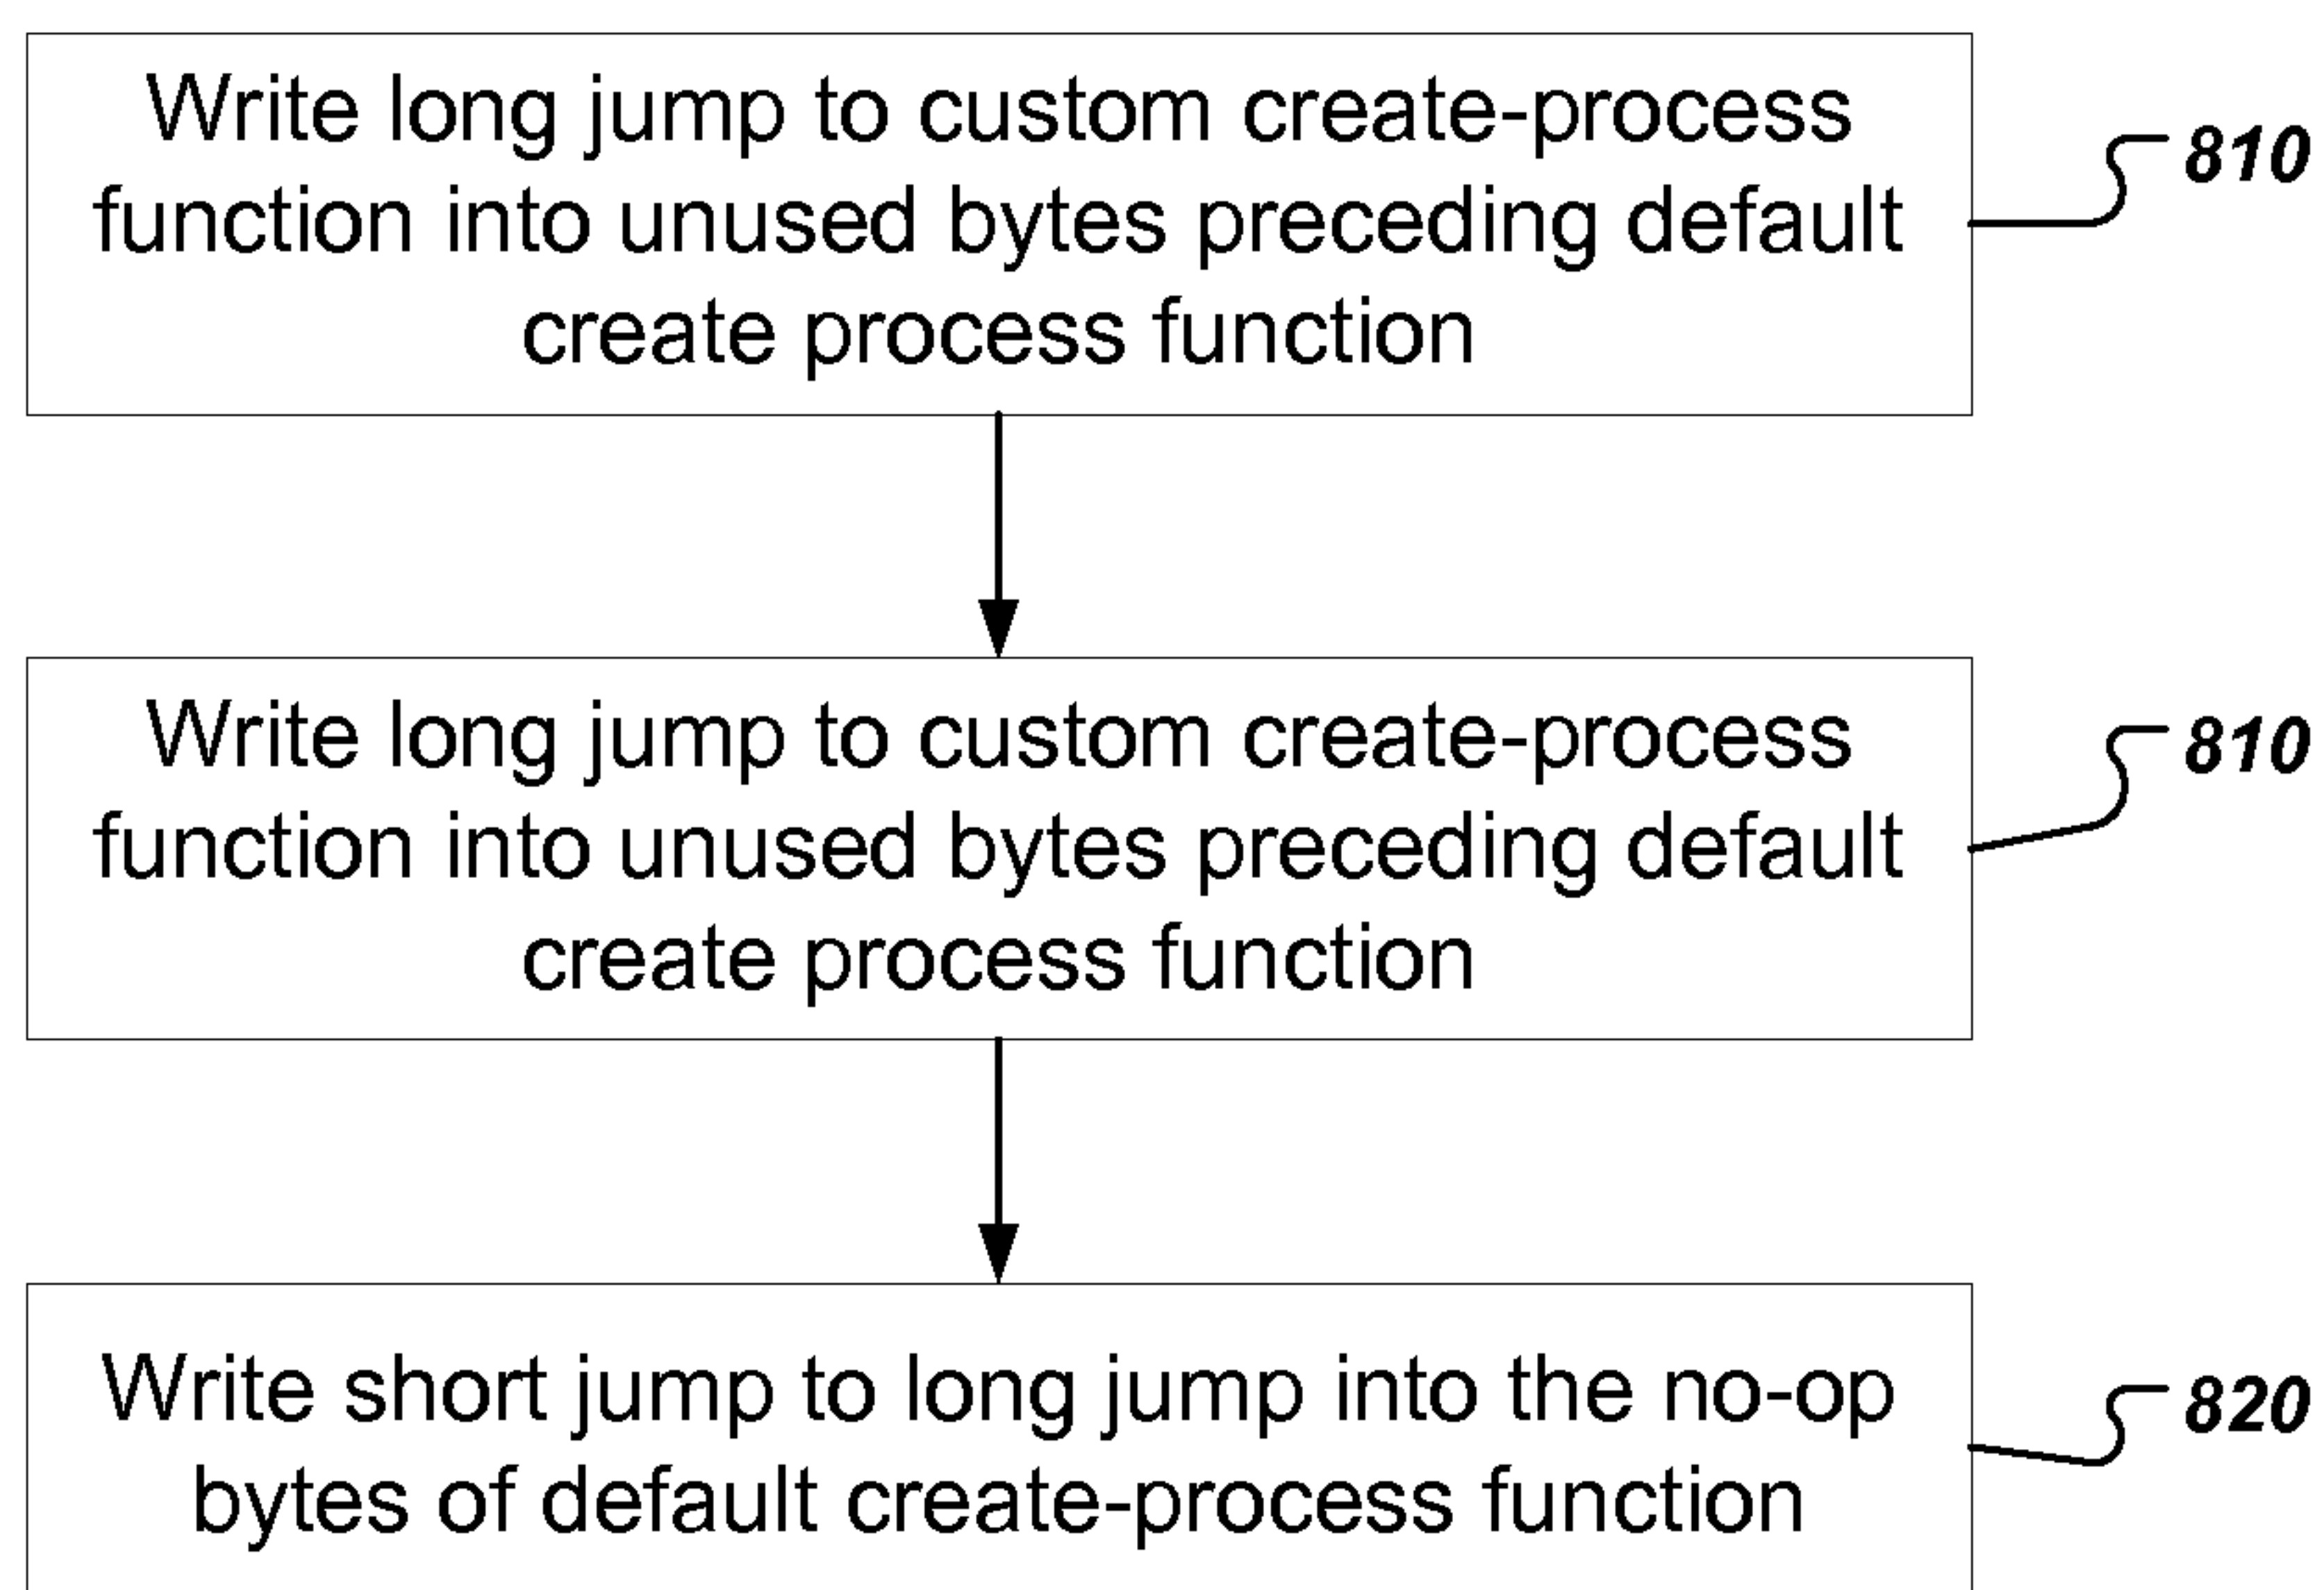 Write long jump to custom create-process
function into unused bytes preceding default
create process function
810
Write long jump to custom create-process
function into unused bytes preceding default
create process function
810
Write short jump to long jump into the no-op
bytes of default create-process function
820